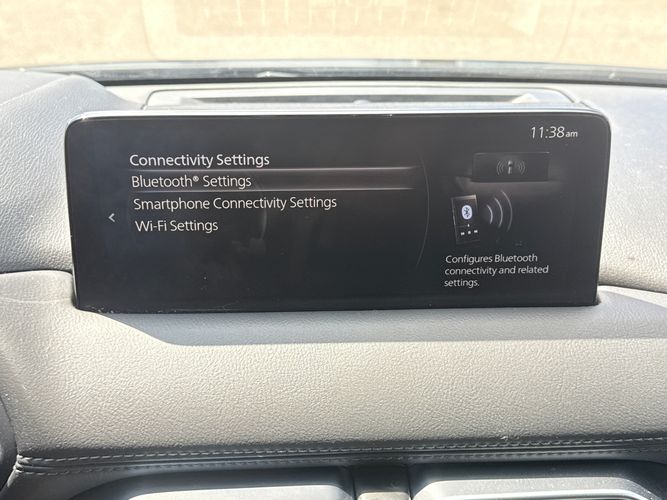 11:38am
Connectivity Settings
Bluetooth® Settings
Smartphone Connectivity Settings
Wi-Fi Settings
Configures Bluetooth
connectivity and related
settings.